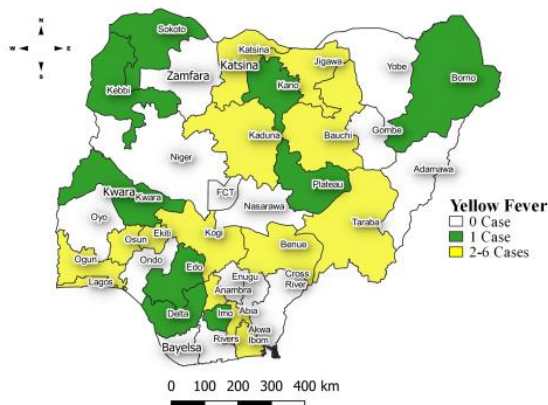 N
W E
S
Sokoto
Katsina
Katsina
Jigawa
Yobe
Borno
Zamfara
Kano
Kebbi
Kaduna
Bauchi
Gombe
Niger
Adamawa
Kwara
Kwara
FCT
Plateau
Nasarawa
Oyo
Taraba
Kogi
Osun
Ekiti
Benue
Ogun
Ondo
Edo
Enugu
Cross
River
Lagos
Anambra
Delta
Imo
Abia
Akwa
Ibom
Bayelsa
Rivers
Yellow Fever
0 Case
1 Case
2-6 Cases
0 100 200 300 400 km